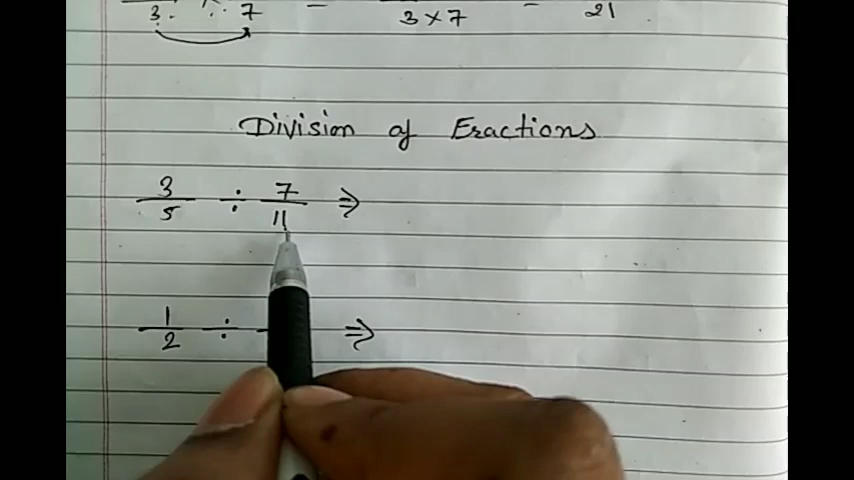 3 × 7 = 3 × 7 = 21
Division of Fractions
3/5 ÷ 7/11 ⇒
1/2 ÷ ⇒